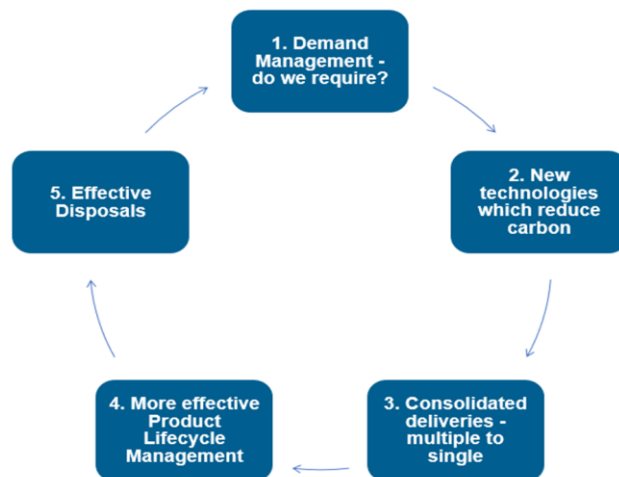 1. Demand
Management -
do we require?
2. New
technologies
which reduce
carbon
3. Consolidated
deliveries -
multiple to
single
4. More effective
Product
Lifecycle
Management
5. Effective
Disposals